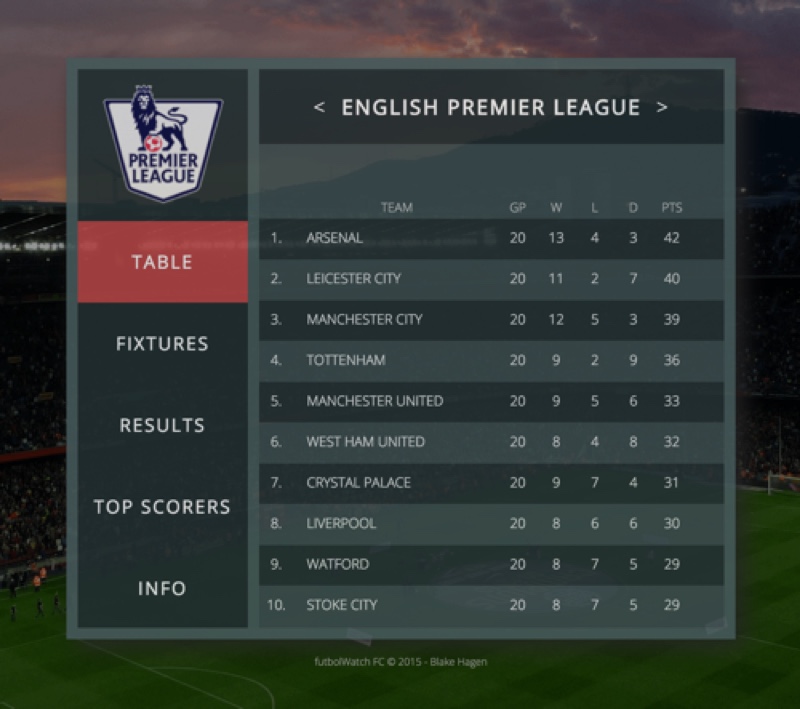 PREMIER
LEAGUE
TABLE
FIXTURES
RESULTS
TOP SCORERS
INFO
< ENGLISH PREMIER LEAGUE >
TEAM GP W L D PTS
1. ARSENAL 20 13 4 3 42
2. LEICESTER CITY 20 11 2 7 40
3. MANCHESTER CITY 20 12 5 3 39
4. TOTTENHAM 20 9 2 9 36
5. MANCHESTER UNITED 20 9 5 6 33
6. WEST HAM UNITED 20 8 4 8 32
7. CRYSTAL PALACE 20 9 7 4 31
8. LIVERPOOL 20 8 6 6 30
9. WATFORD 20 8 7 5 29
10. STOKE CITY 20 8 7 5 29
futbolWatch FC © 2015 - Blake Hagen